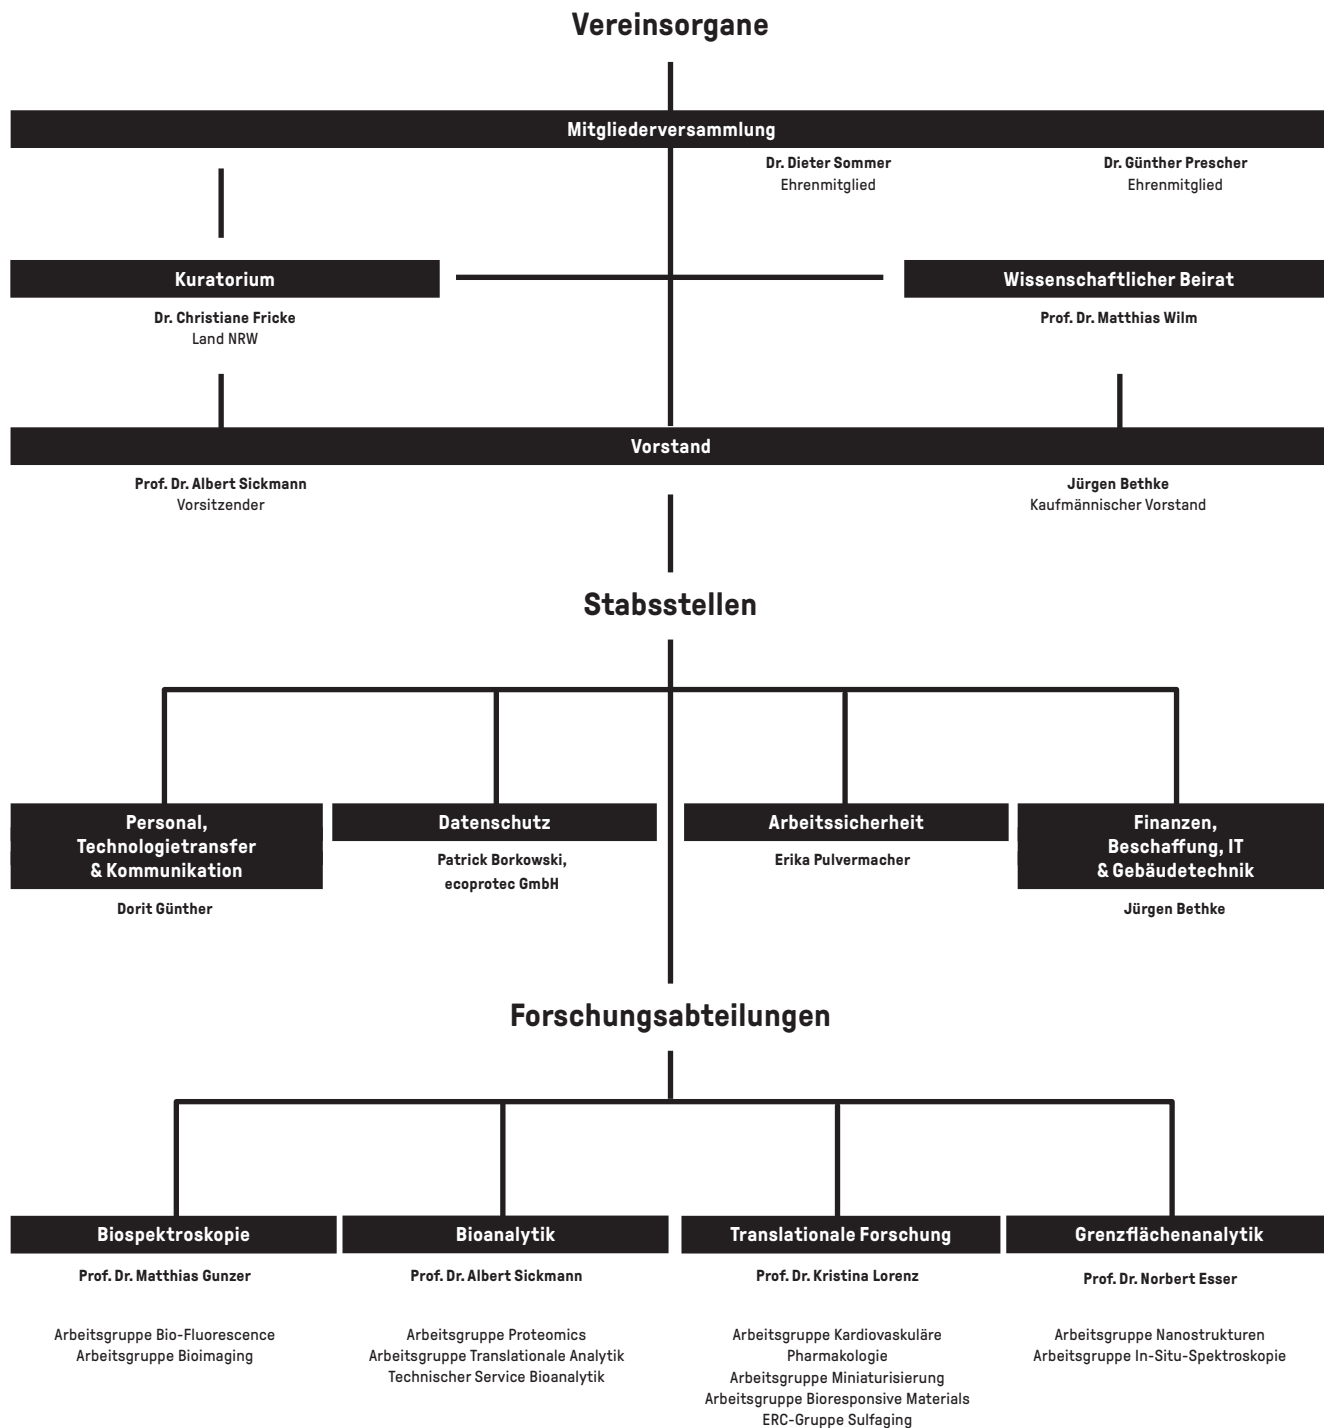 Vereinsorgane
Mitgliederversammlung
Dr. Dieter Sommer
Ehrenmitglied
Dr. Günther Prescher
Ehrenmitglied
Kuratorium
Dr. Christiane Fricke
Land NRW
Wissenschaftlicher Beirat
Prof. Dr. Matthias Wilm
Vorstand
Prof. Dr. Albert Sickmann
Vorsitzender
Jürgen Bethke
Kaufmännischer Vorstand
Stabsstellen
Personal,
Technologietransfer
& Kommunikation
Dorit Günther
Datenschutz
Patrick Borkowski,
ecoprotec GmbH
Arbeitssicherheit
Erika Pulvermacher
Finanzen,
Beschaffung, IT
& Gebäudetechnik
Jürgen Bethke
Forschungsabteilungen
Biospektroskopie
Prof. Dr. Matthias Gunzer
Arbeitsgruppe Bio-Fluorescence
Arbeitsgruppe Bioimaging
Bioanalytik
Prof. Dr. Albert Sickmann
Arbeitsgruppe Proteomics
Arbeitsgruppe Translationale Analytik
Technischer Service Bioanalytik
Translationale Forschung
Prof. Dr. Kristina Lorenz
Arbeitsgruppe Kardiovaskuläre
Pharmakologie
Arbeitsgruppe Miniaturisierung
Arbeitsgruppe Bioresponsive Materials
ERC-Gruppe Sulfaging
Grenzflächenanalytik
Prof. Dr. Norbert Esser
Arbeitsgruppe Nanostrukturen
Arbeitsgruppe In-Situ-Spektroskopie